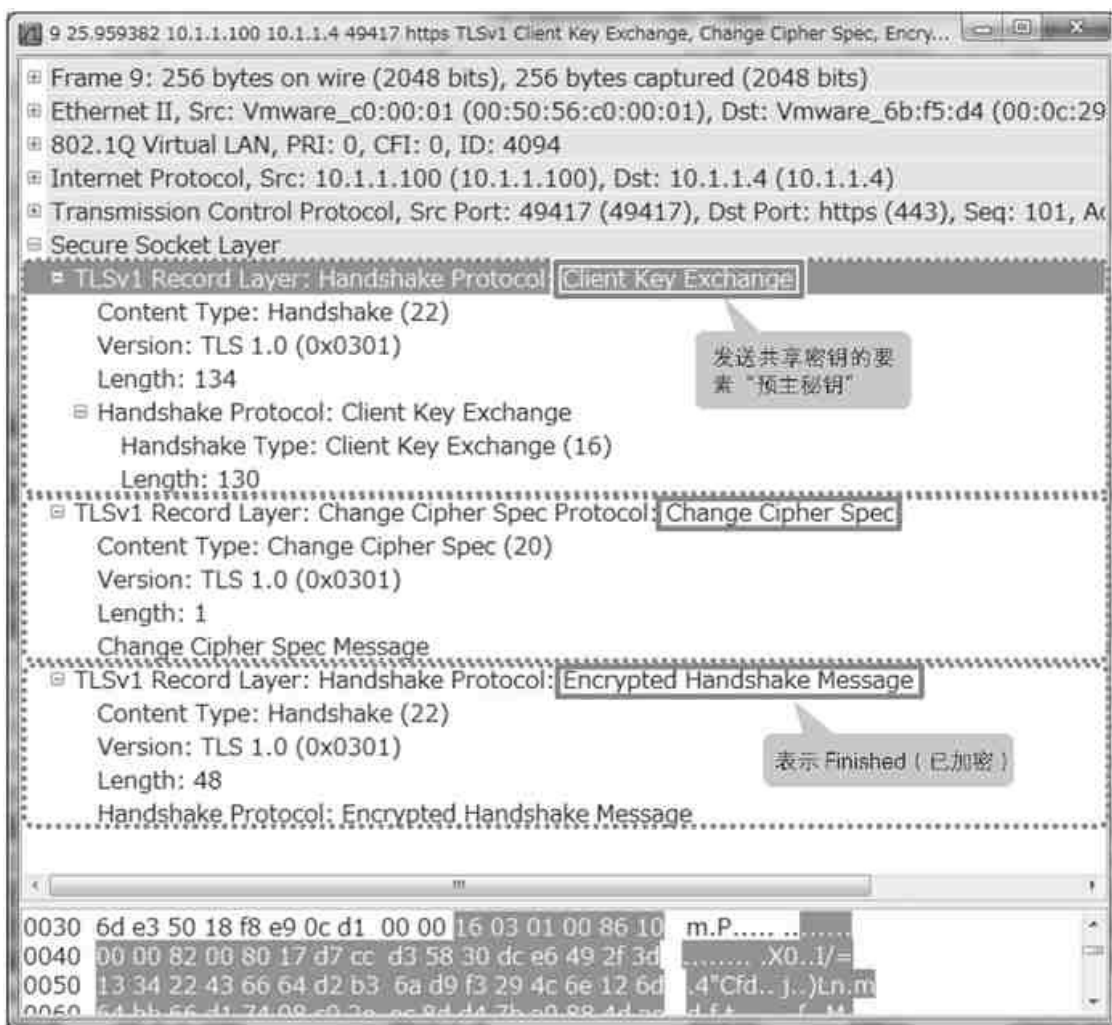 9 25.959382 10.1.1.100 10.1.1.4 49417 https TLSv1 Client Key Exchange, Change Cipher Spec, Encry...
Frame 9: 256 bytes on wire (2048 bits), 256 bytes captured (2048 bits)
Ethernet II, Src: Vmware_c0:00:01 (00:50:56:c0:00:01), Dst: Vmware_6b:f5:d4 (00:0c:29
802.1Q Virtual LAN, PRI: 0, CFI: 0, ID: 4094
Internet Protocol, Src: 10.1.1.100 (10.1.1.100), Dst: 10.1.1.4 (10.1.1.4)
Transmission Control Protocol, Src Port: 49417 (49417), Dst Port: https (443), Seq: 101, Ac
Secure Socket Layer
TLSv1 Record Layer: Handshake Protocol: Client Key Exchange
Content Type: Handshake (22)
Version: TLS 1.0 (0x0301)
Length: 134
发送共享密钥的要
素“预主秘钥”
Handshake Protocol: Client Key Exchange
Handshake Type: Client Key Exchange (16)
Length: 130
TLSv1 Record Layer: Change Cipher Spec Protocol: Change Cipher Spec
Content Type: Change Cipher Spec (20)
Version: TLS 1.0 (0x0301)
Length: 1
Change Cipher Spec Message
TLSv1 Record Layer: Handshake Protocol: Encrypted Handshake Message
Content Type: Handshake (22)
Version: TLS 1.0 (0x0301)
Length: 48
表示 Finished（已加密）
Handshake Protocol: Encrypted Handshake Message
0030 6d e3 50 18 f8 e9 0c d1 00 00 16 03 01 00 86 10 m.P..... ........
0040 00 00 82 00 80 17 d7 cc d3 58 30 dc e6 49 2f 3d ........ .X0..I/=
0050 13 34 22 43 66 64 d2 b3 6a d9 f3 29 4c 6e 12 6d .4"Cfd.. j..)Ln.m